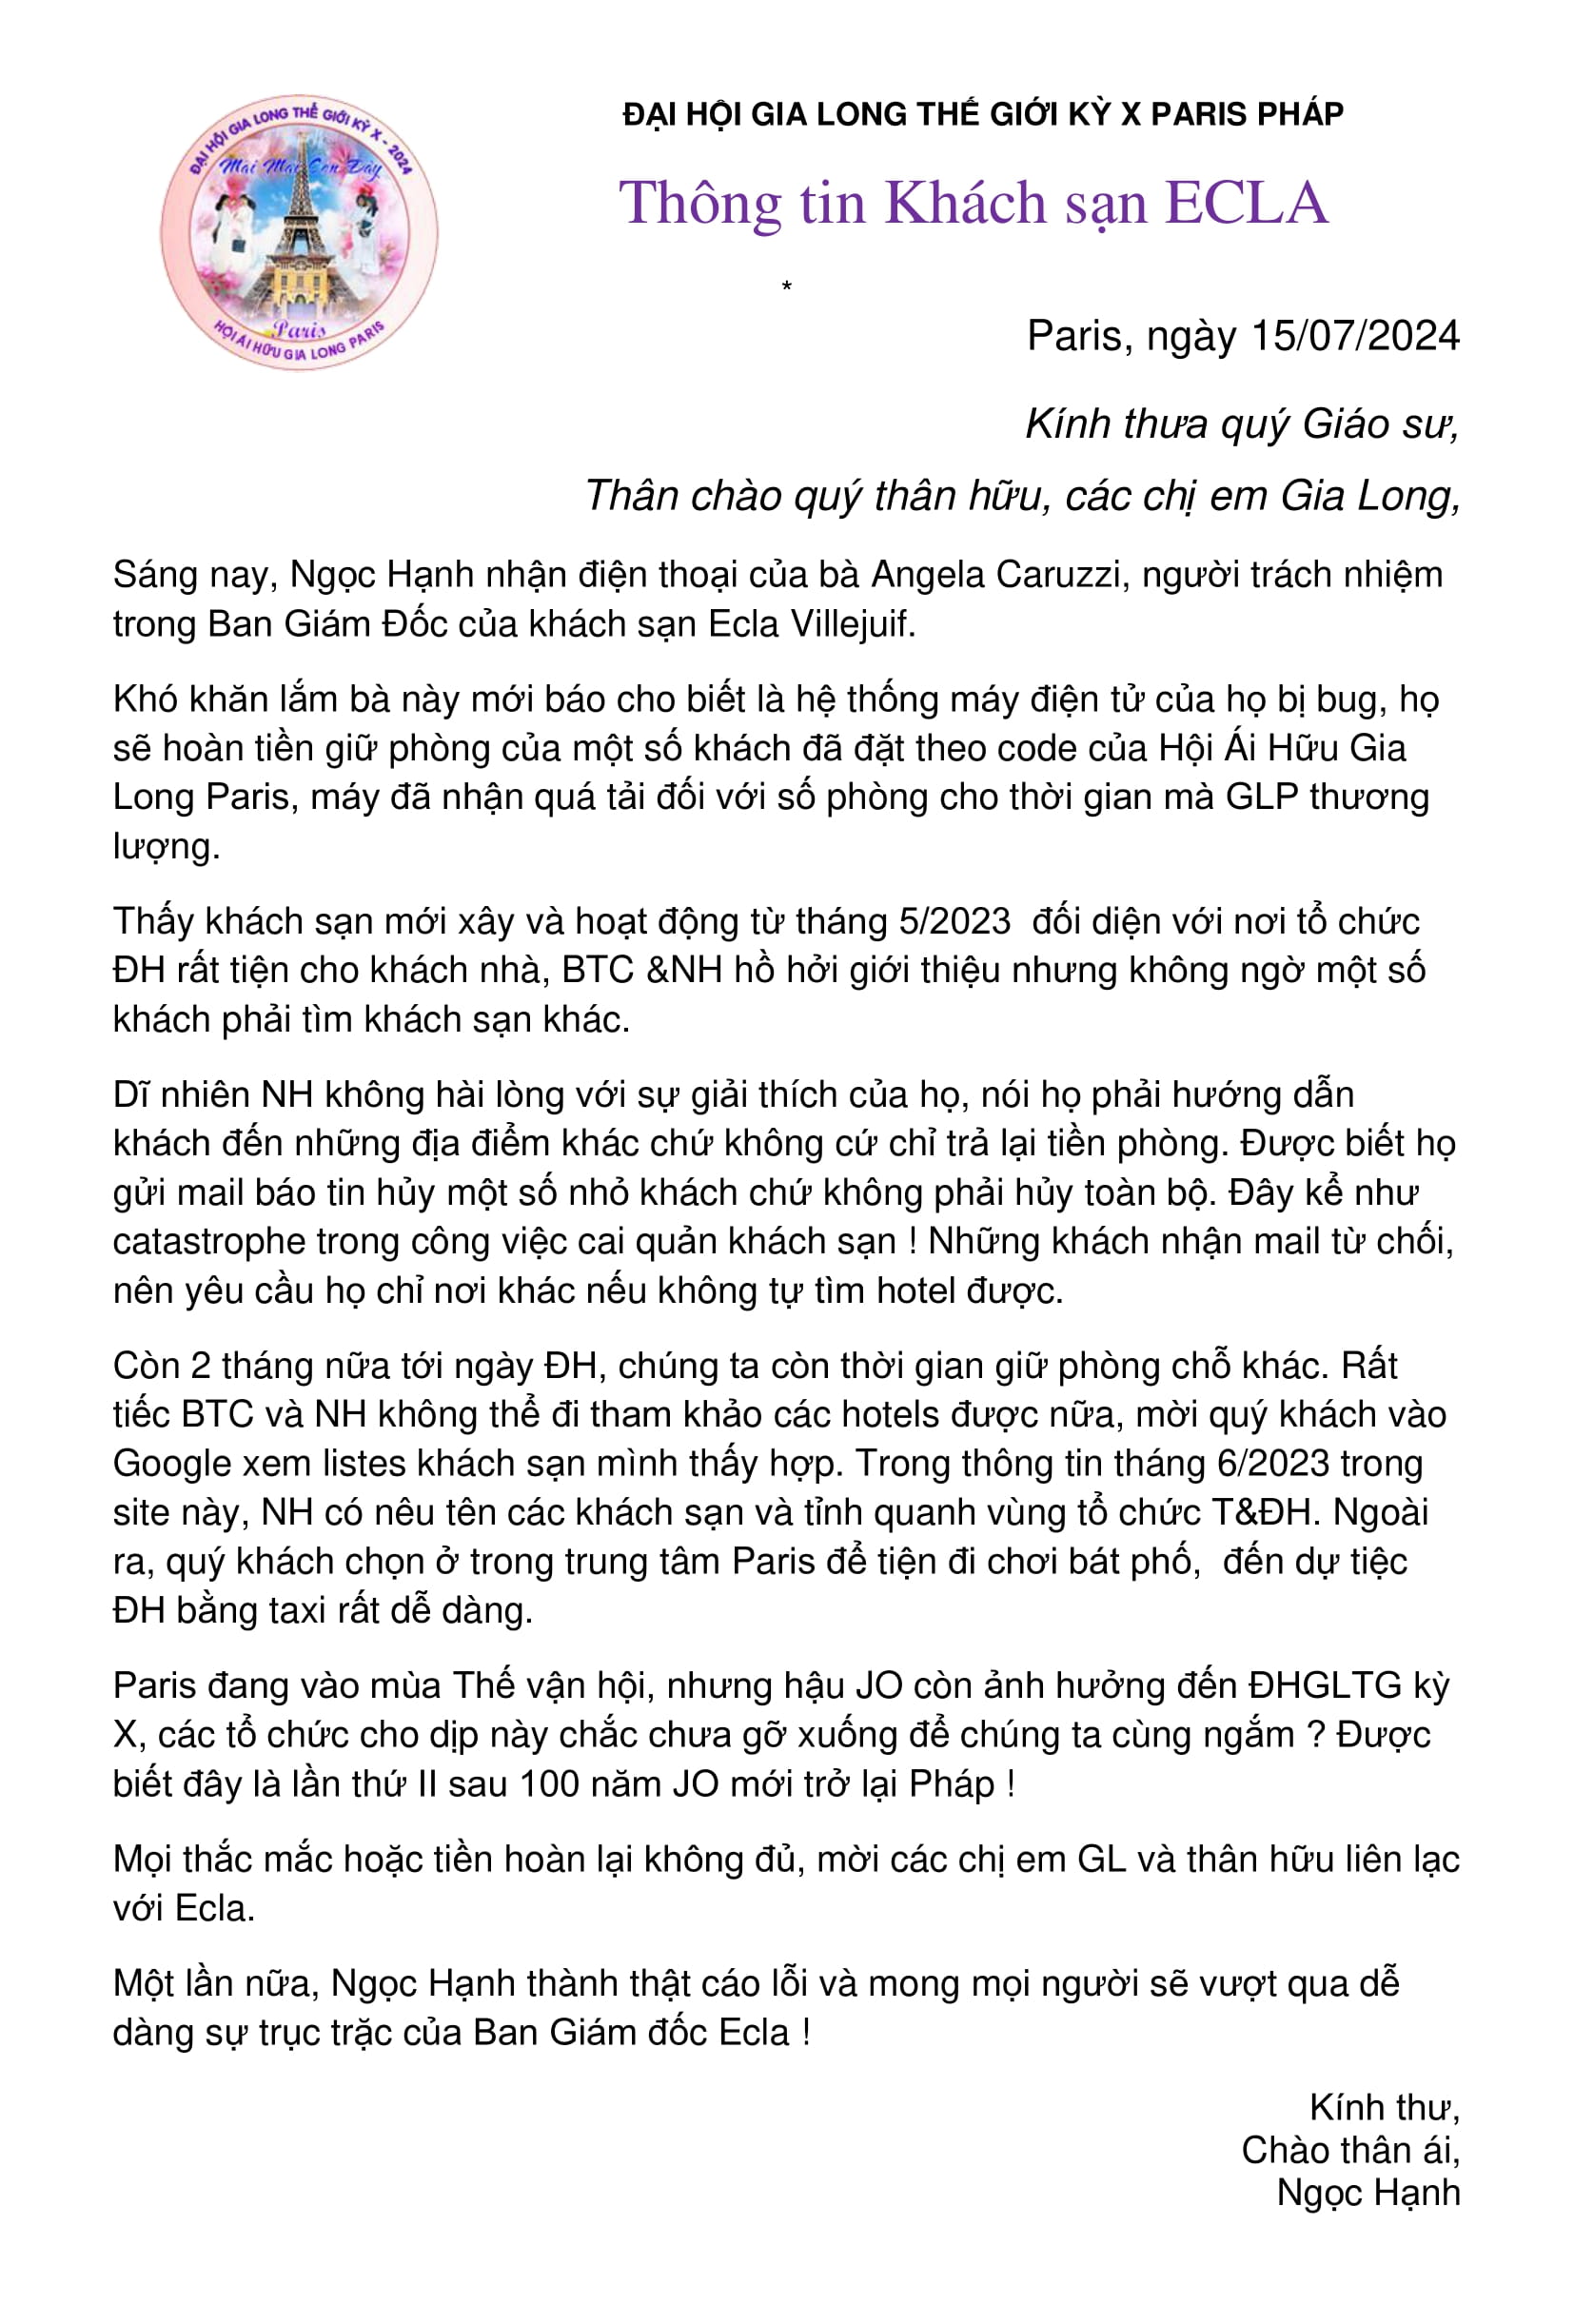 ĐẠI HỘI GIA LONG THẾ GIỚI KỲ X - 2024
Mãi Mãi Còn Đây
Paris
HỘI ÁI HỮU GIA LONG PARIS
ĐẠI HỘI GIA LONG THẾ GIỚI KỲ X PARIS PHÁP
Thông tin Khách sạn ECLA
*
Paris, ngày 15/07/2024
Kính thưa quý Giáo sư,
Thân chào quý thân hữu, các chị em Gia Long,
Sáng nay, Ngọc Hạnh nhận điện thoại của bà Angela Caruzzi, người trách nhiệm
trong Ban Giám Đốc của khách sạn Ecla Villejuif.
Khó khăn lắm bà này mới báo cho biết là hệ thống máy điện tử của họ bị bug, họ
sẽ hoàn tiền giữ phòng của một số khách đã đặt theo code của Hội Ái Hữu Gia
Long Paris, máy đã nhận quá tải đối với số phòng cho thời gian mà GLP thương
lượng.
Thấy khách sạn mới xây và hoạt động từ tháng 5/2023  đối diện với nơi tổ chức
ĐH rất tiện cho khách nhà, BTC &NH hồ hởi giới thiệu nhưng không ngờ một số
khách phải tìm khách sạn khác.
Dĩ nhiên NH không hài lòng với sự giải thích của họ, nói họ phải hướng dẫn
khách đến những địa điểm khác chứ không cứ chỉ trả lại tiền phòng. Được biết họ
gửi mail báo tin hủy một số nhỏ khách chứ không phải hủy toàn bộ. Đây kể như
catastrophe trong công việc cai quản khách sạn ! Những khách nhận mail từ chối,
nên yêu cầu họ chỉ nơi khác nếu không tự tìm hotel được.
Còn 2 tháng nữa tới ngày ĐH, chúng ta còn thời gian giữ phòng chỗ khác. Rất
tiếc BTC và NH không thể đi tham khảo các hotels được nữa, mời quý khách vào
Google xem listes khách sạn mình thấy hợp. Trong thông tin tháng 6/2023 trong
site này, NH có nêu tên các khách sạn và tỉnh quanh vùng tổ chức T&ĐH. Ngoài
ra, quý khách chọn ở trong trung tâm Paris để tiện đi chơi bát phố,  đến dự tiệc
ĐH bằng taxi rất dễ dàng.
Paris đang vào mùa Thế vận hội, nhưng hậu JO còn ảnh hưởng đến ĐHGLTG kỳ
X, các tổ chức cho dịp này chắc chưa gỡ xuống để chúng ta cùng ngắm ? Được
biết đây là lần thứ II sau 100 năm JO mới trở lại Pháp !
Mọi thắc mắc hoặc tiền hoàn lại không đủ, mời các chị em GL và thân hữu liên lạc
với Ecla.
Một lần nữa, Ngọc Hạnh thành thật cáo lỗi và mong mọi người sẽ vượt qua dễ
dàng sự trục trặc của Ban Giám đốc Ecla !
Kính thư,
Chào thân ái,
Ngọc Hạnh